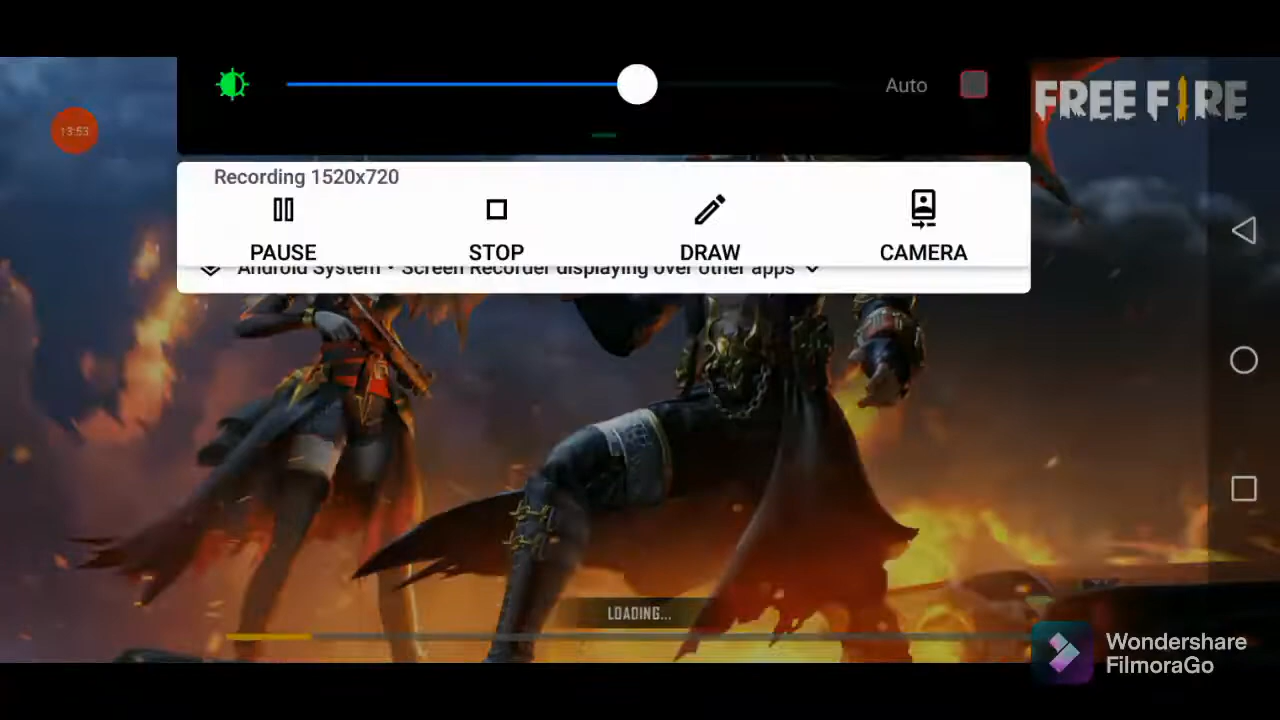 Auto
FREE FIRE
13:53
Recording 1520x720
PAUSE STOP DRAW CAMERA
Android System • Screen Recorder displaying over other apps
LOADING...
Wondershare
FilmoraGo